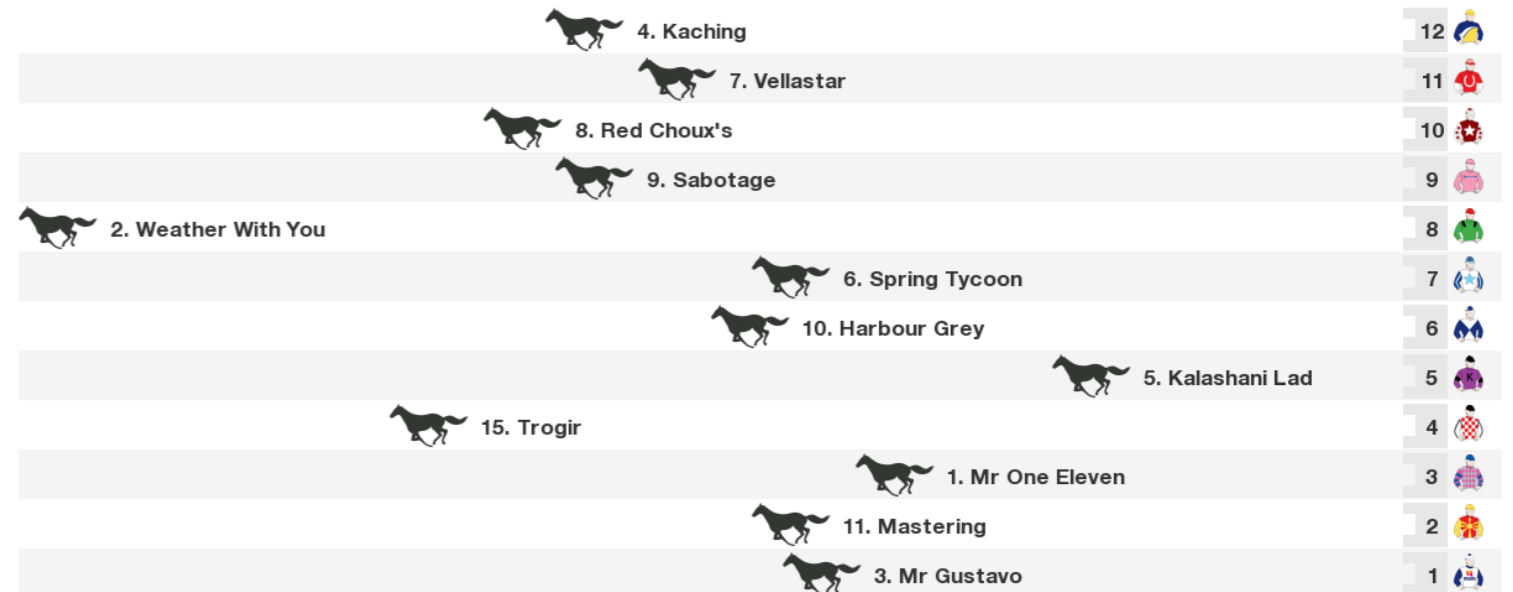 4. Kaching 12
7. Vellastar 11
8. Red Choux's 10
9. Sabotage 9
2. Weather With You 8
6. Spring Tycoon 7
10. Harbour Grey 6
5. Kalashani Lad 5
K
15. Trogir 4
1. Mr One Eleven 3
11. Mastering 2
3. Mr Gustavo 1